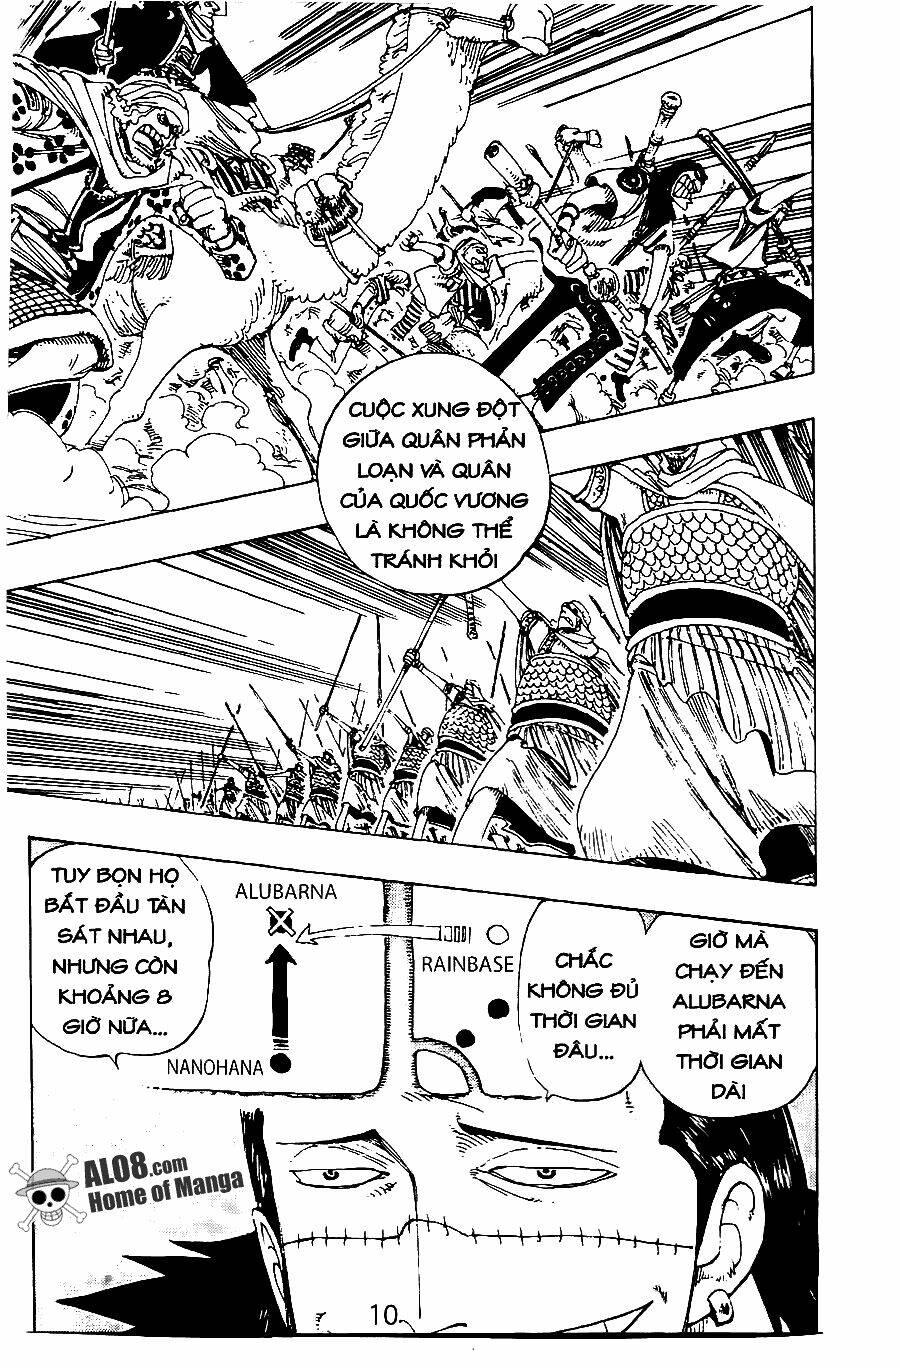 CUỘC XUNG ĐỘT
GIỮA QUÂN PHẢN
LOẠN VÀ QUÂN
CỦA QUỐC VƯƠNG
LÀ KHÔNG THỂ
TRÁNH KHỎI
GIỜ MÀ
CHẠY ĐẾN
ALUBARNA
PHẢI MẤT
THỜI GIAN
DÀI
CHẮC
KHÔNG ĐỦ
THỜI GIAN
ĐÂU...
ALUBARNA
RAINBASE
NANOHANA
TUY BỌN HỌ
BẮT ĐẦU TÀN
SÁT NHAU,
NHƯNG CÒN
KHOẢNG 8
GIỜ NỮA...
ALO8.com
Home of Manga
10